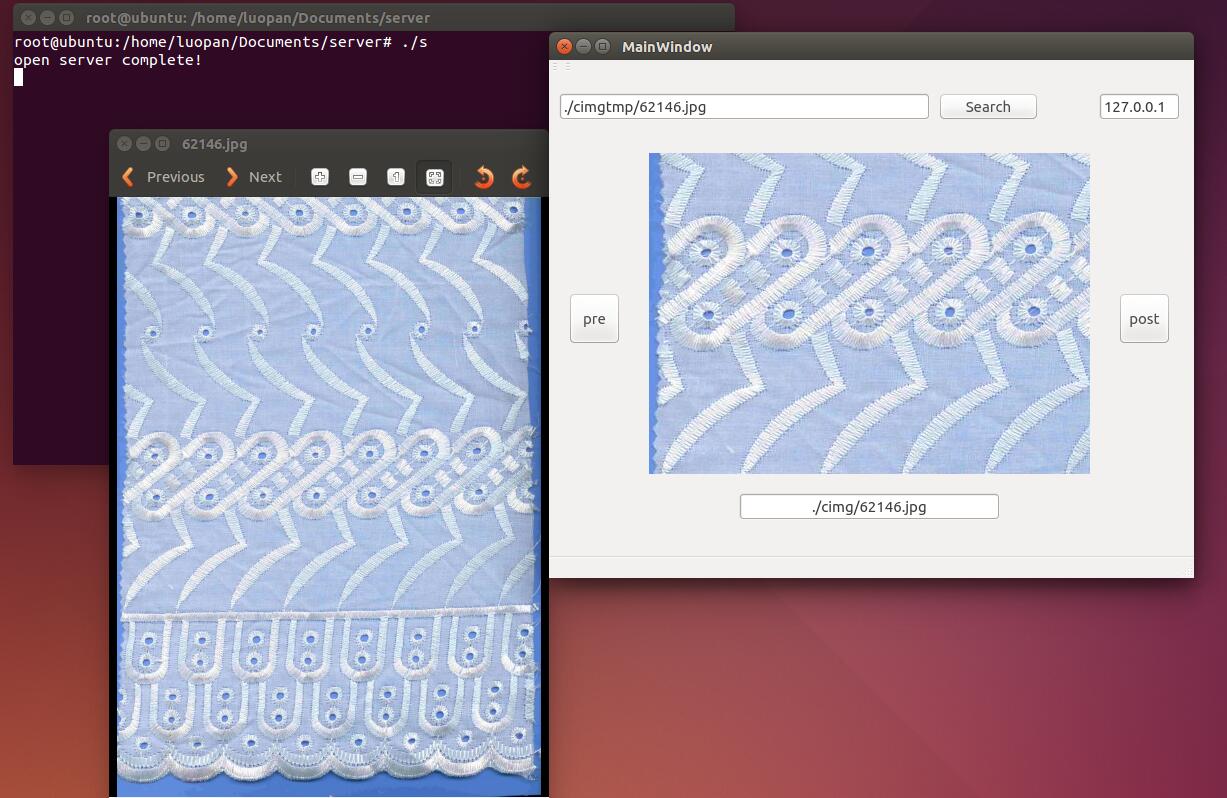 root@ubuntu: /home/luopan/Documents/server
root@ubuntu:/home/luopan/Documents/server# ./s
open server complete!
MainWindow
./cimgtmp/62146.jpg
Search
127.0.0.1
62146.jpg
Previous
Next
pre
post
./cimg/62146.jpg